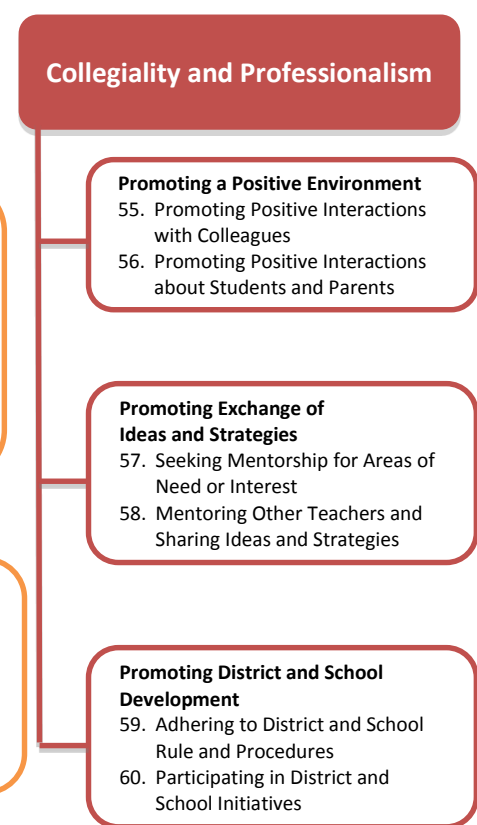 Collegiality and Professionalism
Promoting a Positive Environment
55. Promoting Positive Interactions
with Colleagues
56. Promoting Positive Interactions
about Students and Parents
Promoting Exchange of
Ideas and Strategies
57. Seeking Mentorship for Areas of
Need or Interest
58. Mentoring Other Teachers and
Sharing Ideas and Strategies
Promoting District and School
Development
59. Adhering to District and School
Rule and Procedures
60. Participating in District and
School Initiatives